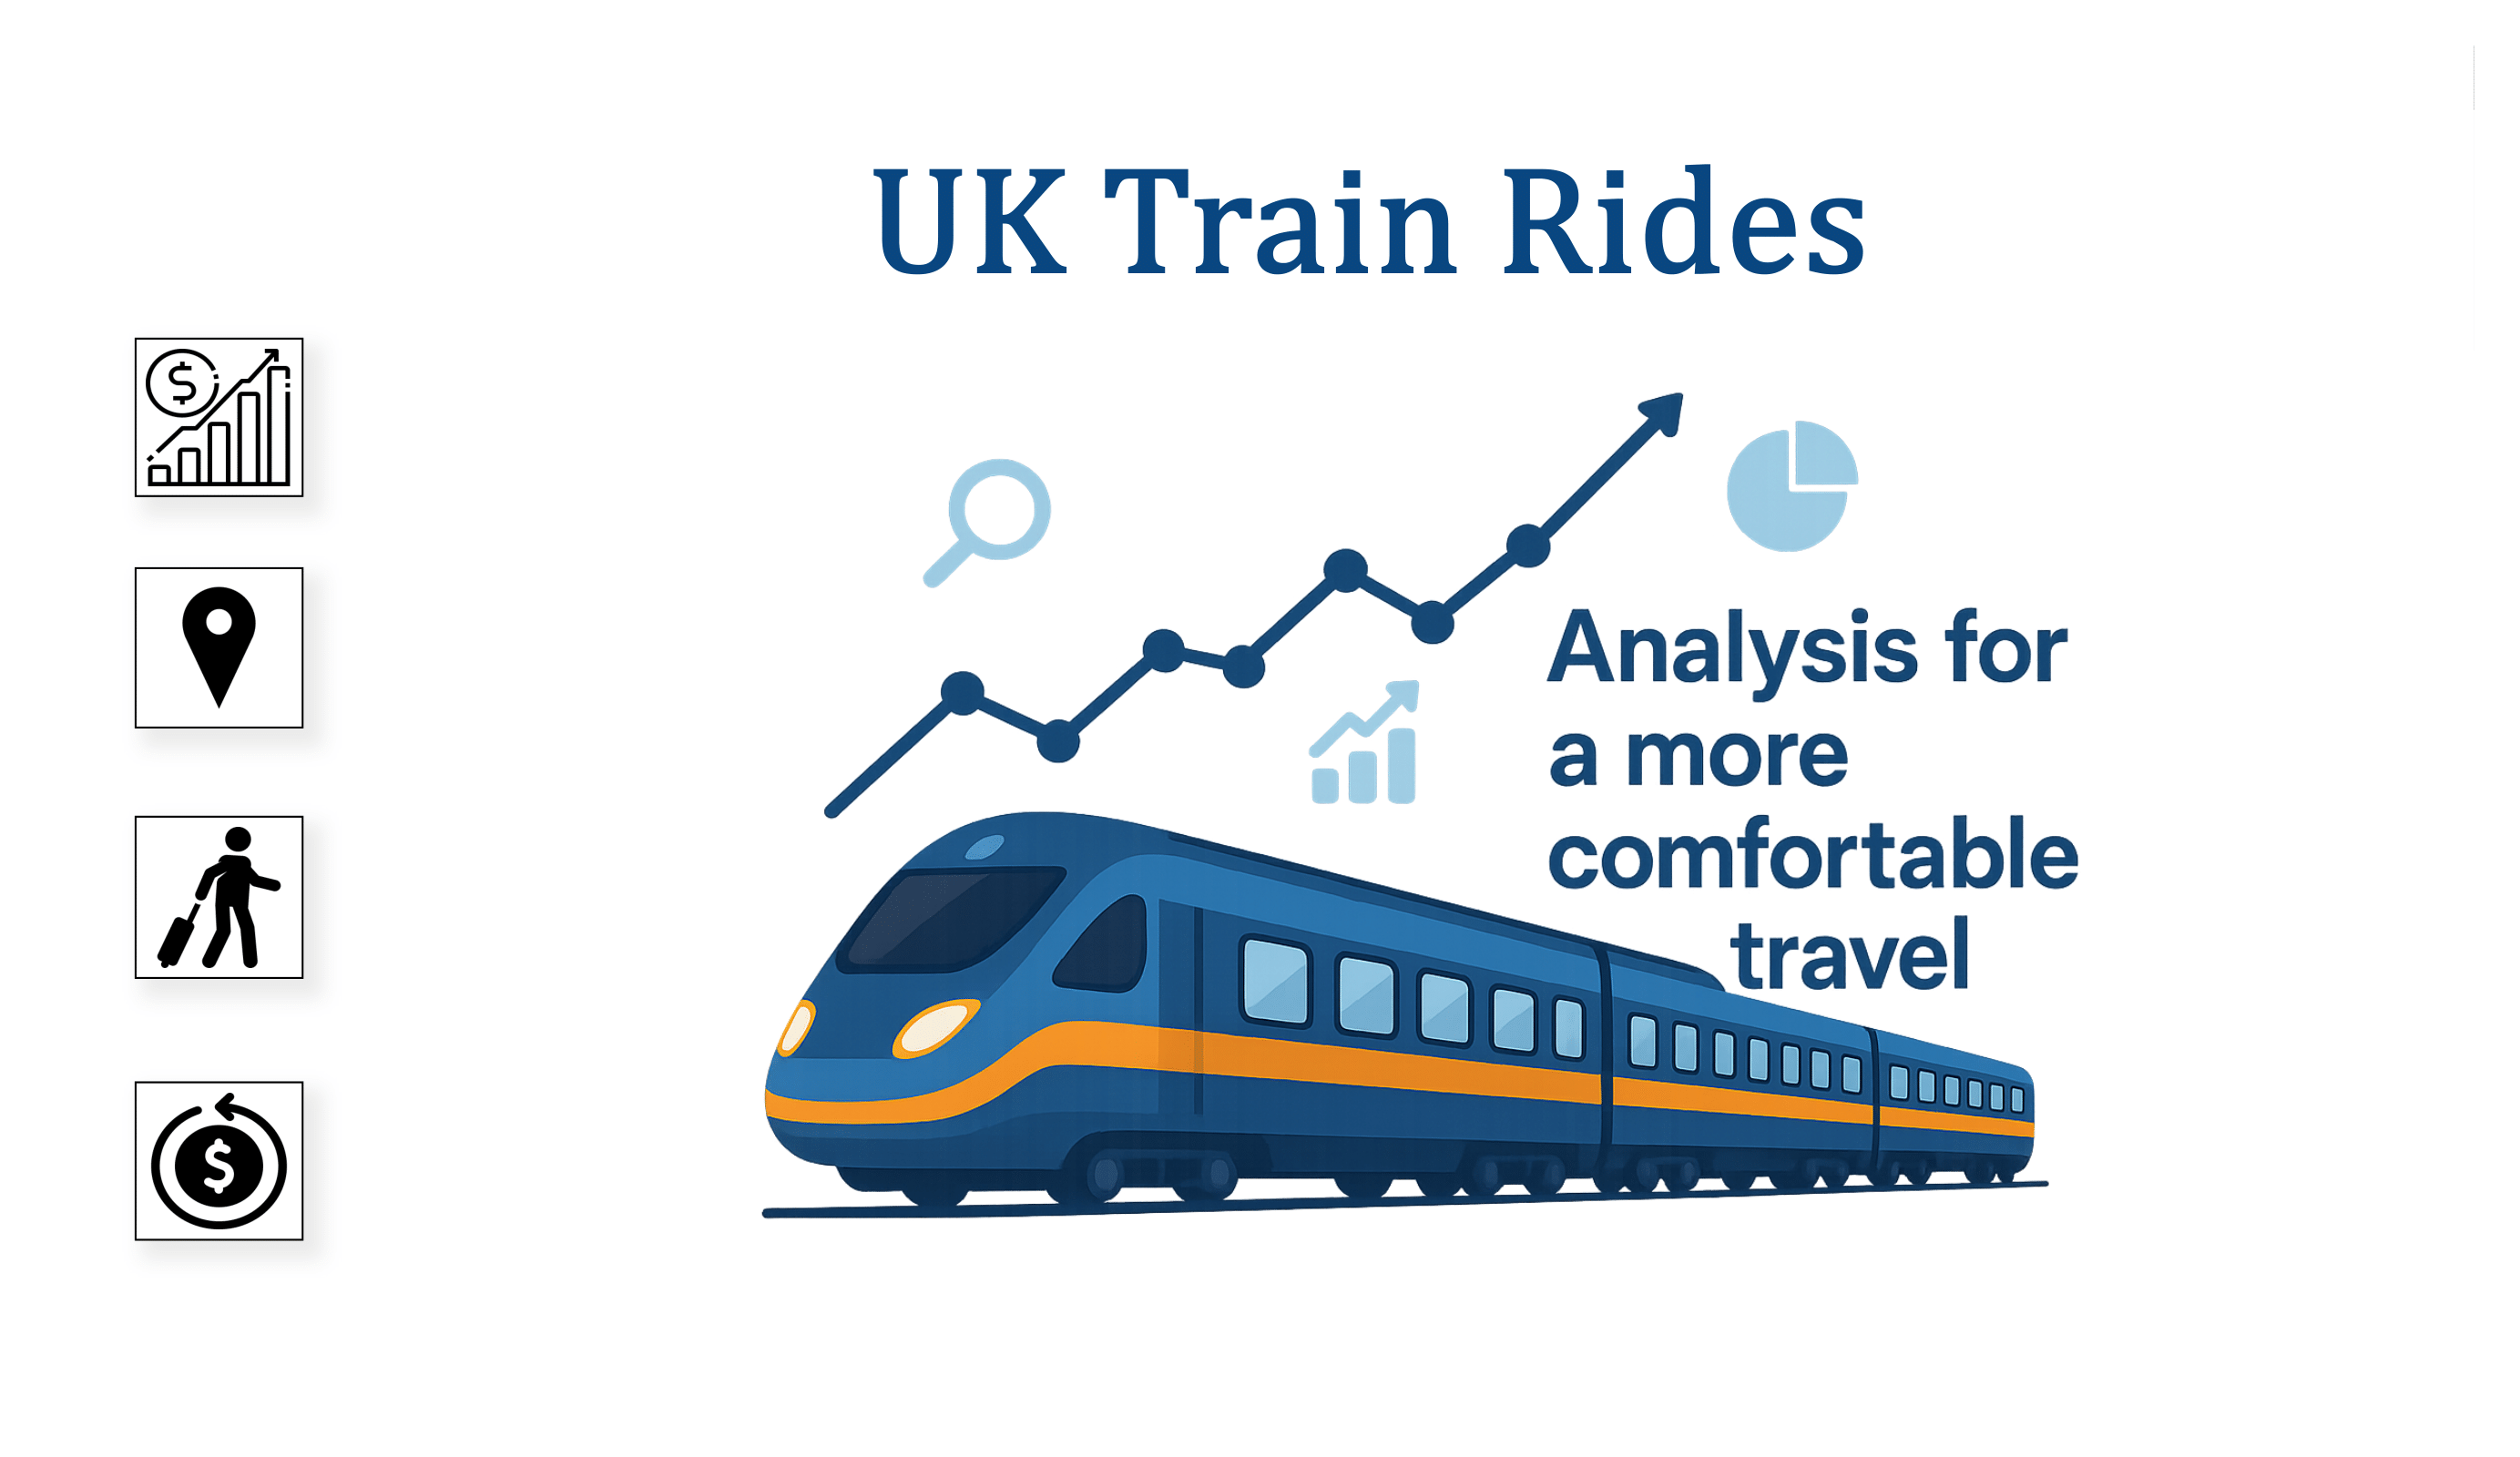 UK Train Rides
$
Analysis for
a more
comfortable
travel
$